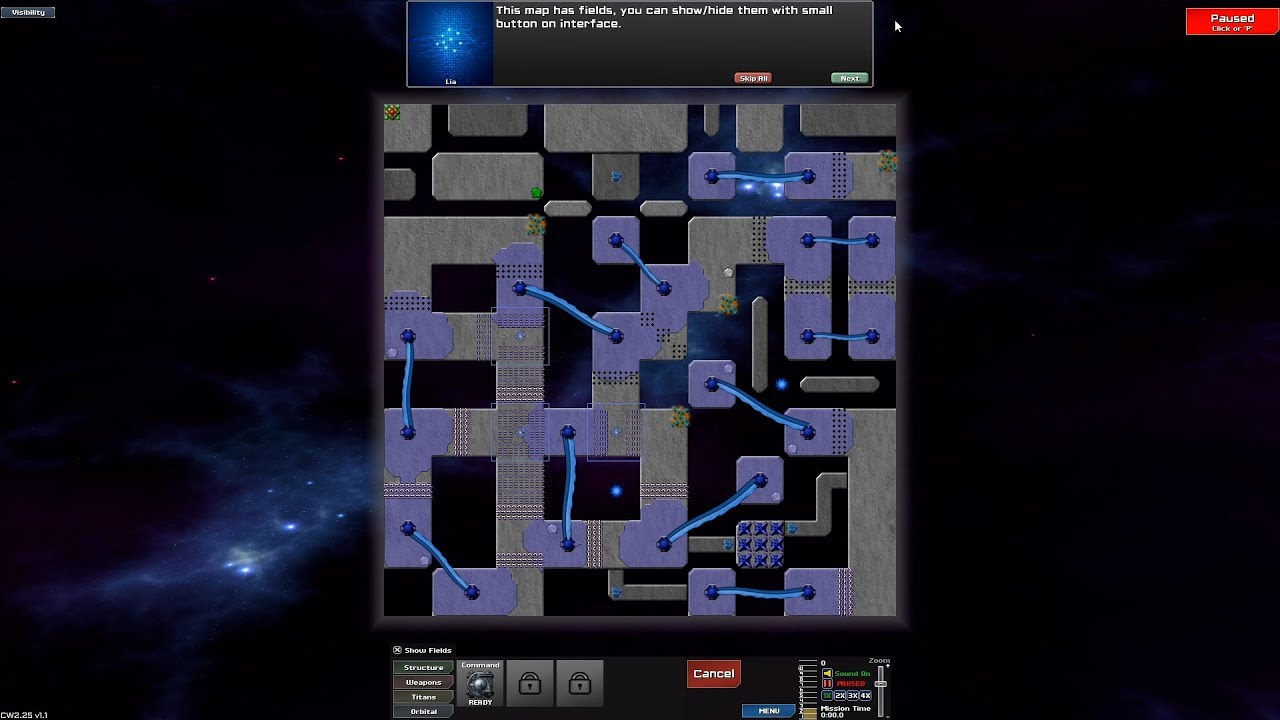 Visibility
This map has fields, you can show/hide them with small
button on interface.
Lia
Skip All
Next
Paused
Click or 'P'
Show Fields
Structure
Weapons
Titans
Orbital
Command
READY
Cancel
MENU
0
Sound On
PAUSED
1X 2X 3X 4X
Mission Time
0:00.0
Zoom
+
-
CW2.25 v1.1